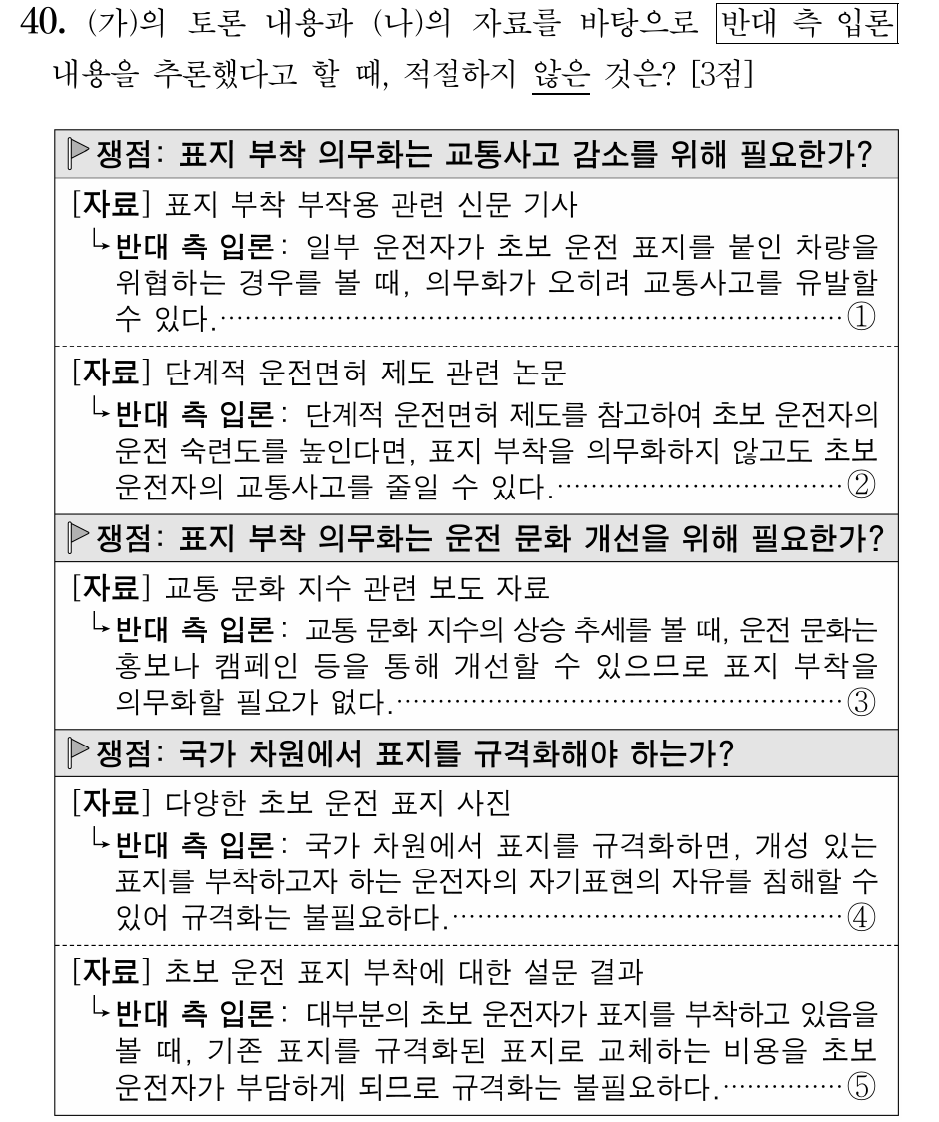 40. (가)의 토론 내용과 (나)의 자료를 바탕으로 반대 측 입론
내용을 추론했다고 할 때, 적절하지 않은 것은? [3점]
쟁점: 표지 부착 의무화는 교통사고 감소를 위해 필요한가?
[자료] 표지 부착 부작용 관련 신문 기사
반대 측 입론: 일부 운전자가 초보 운전 표지를 붙인 차량을
위협하는 경우를 볼 때, 의무화가 오히려 교통사고를 유발할
수 있다.……………………………………………………………………①
[자료] 단계적 운전면허 제도 관련 논문
반대 측 입론: 단계적 운전면허 제도를 참고하여 초보 운전자의
운전 숙련도를 높인다면, 표지 부착을 의무화하지 않고도 초보
운전자의 교통사고를 줄일 수 있다.………………………………②
쟁점: 표지 부착 의무화는 운전 문화 개선을 위해 필요한가?
[자료] 교통 문화 지수 관련 보도 자료
반대 측 입론: 교통 문화 지수의 상승 추세를 볼 때, 운전 문화는
홍보나 캠페인 등을 통해 개선할 수 있으므로 표지 부착을
의무화할 필요가 없다.………………………………………………③
쟁점: 국가 차원에서 표지를 규격화해야 하는가?
[자료] 다양한 초보 운전 표지 사진
반대 측 입론: 국가 차원에서 표지를 규격화하면, 개성 있는
표지를 부착하고자 하는 운전자의 자기표현의 자유를 침해할 수
있어 규격화는 불필요하다.…………………………………………④
[자료] 초보 운전 표지 부착에 대한 설문 결과
반대 측 입론: 대부분의 초보 운전자가 표지를 부착하고 있음을
볼 때, 기존 표지를 규격화된 표지로 교체하는 비용을 초보
운전자가 부담하게 되므로 규격화는 불필요하다.……………⑤